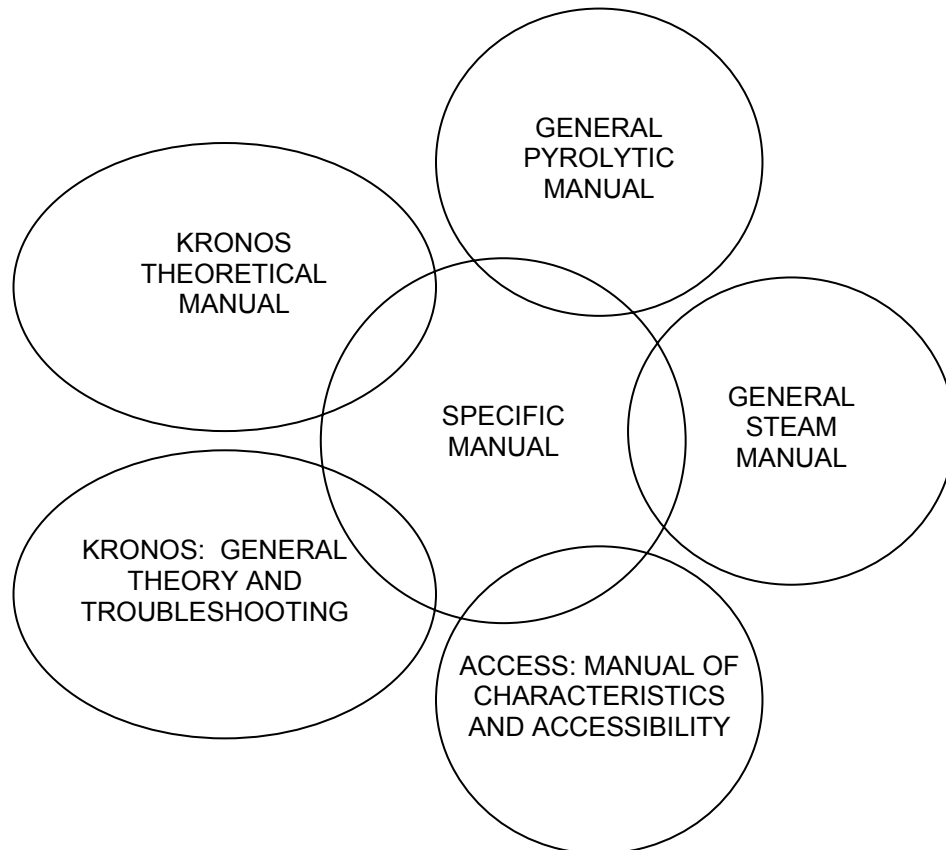 GENERAL
PYROLYTIC
MANUAL
KRONOS
THEORETICAL
MANUAL
GENERAL
STEAM
MANUAL
SPECIFIC
MANUAL
KRONOS:  GENERAL
THEORY AND
TROUBLESHOOTING
ACCESS: MANUAL OF
CHARACTERISTICS
AND ACCESSIBILITY